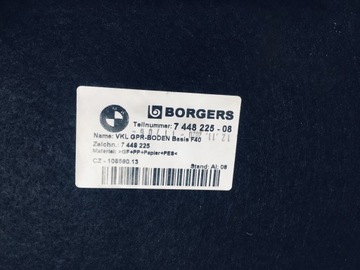 BMW
BORGERS
Teilnummer: 7 448 225 - 08
Name: VKL GPR-BODEN Basis F40
Zeichn.: 7 448 225
Material: >GF+PP+Papier+PES<
CZ - 108590.13
Stand: AI: 08